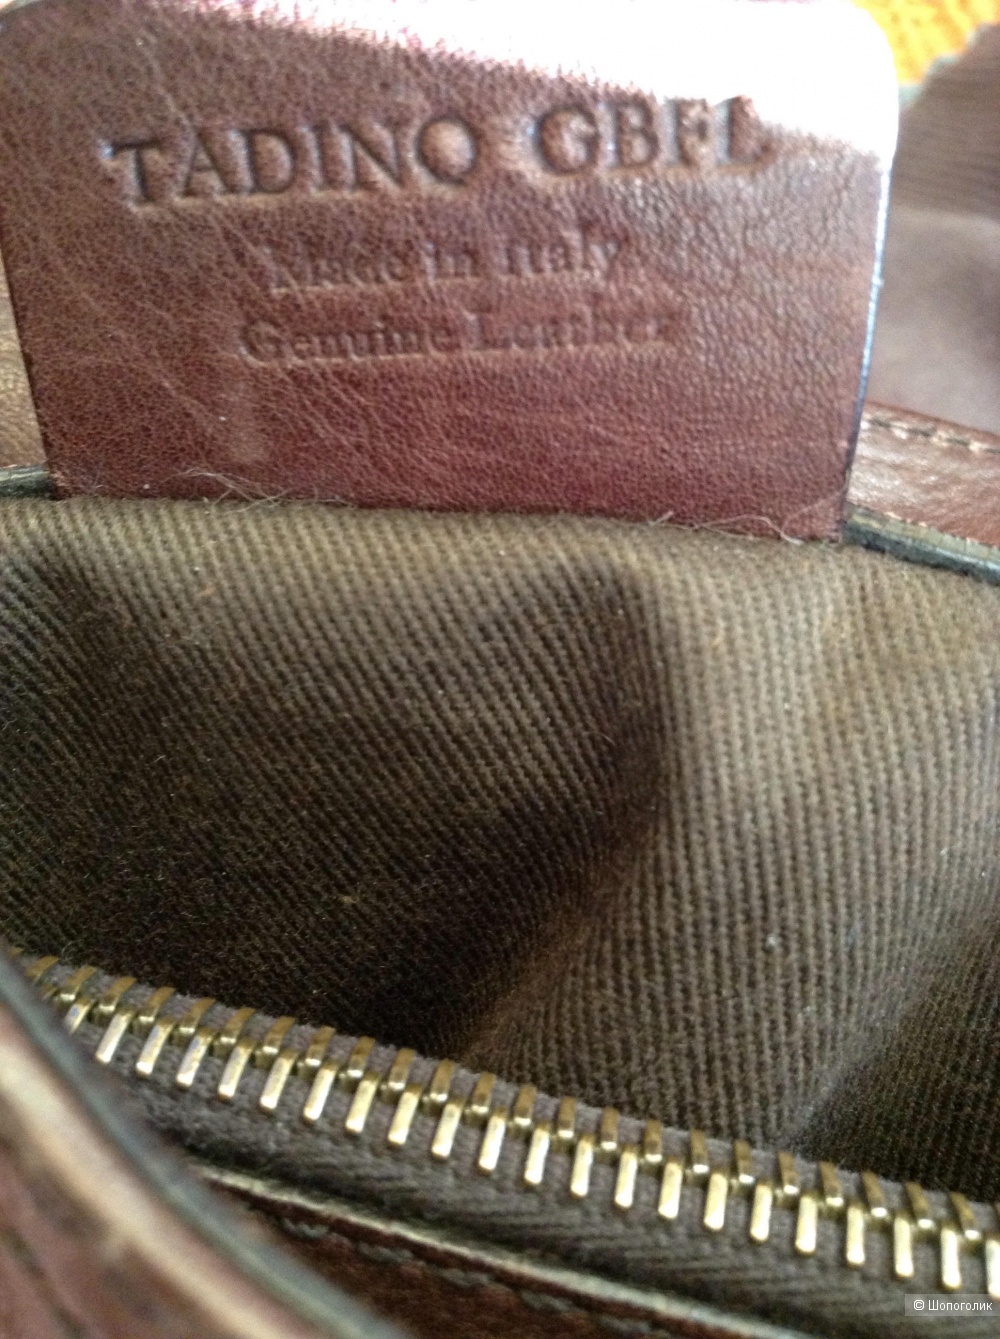 TADINO GBFL
Made in Italy
Genuine Leather
© Шопоголик